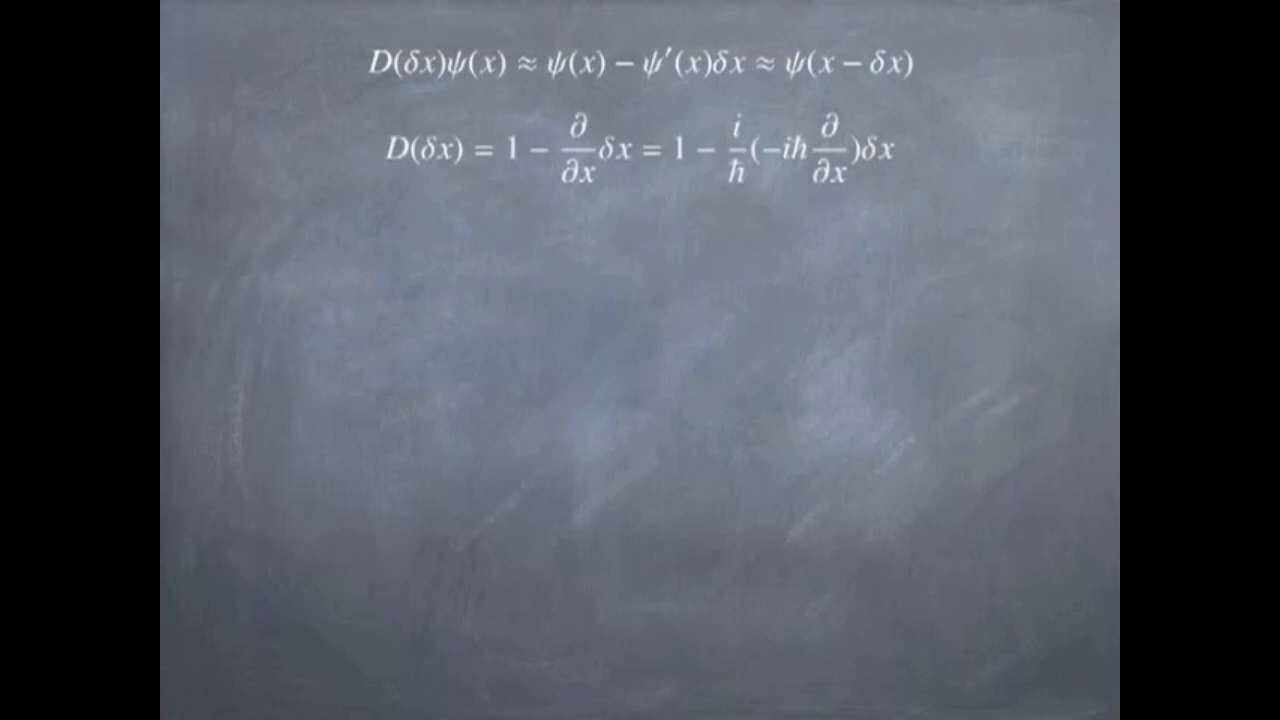 D(δx)ψ(x) ≈ ψ(x) − ψ′(x)δx ≈ ψ(x − δx)
D(δx) = 1 − ∂/∂x δx = 1 − i/ħ (−iħ ∂/∂x)δx